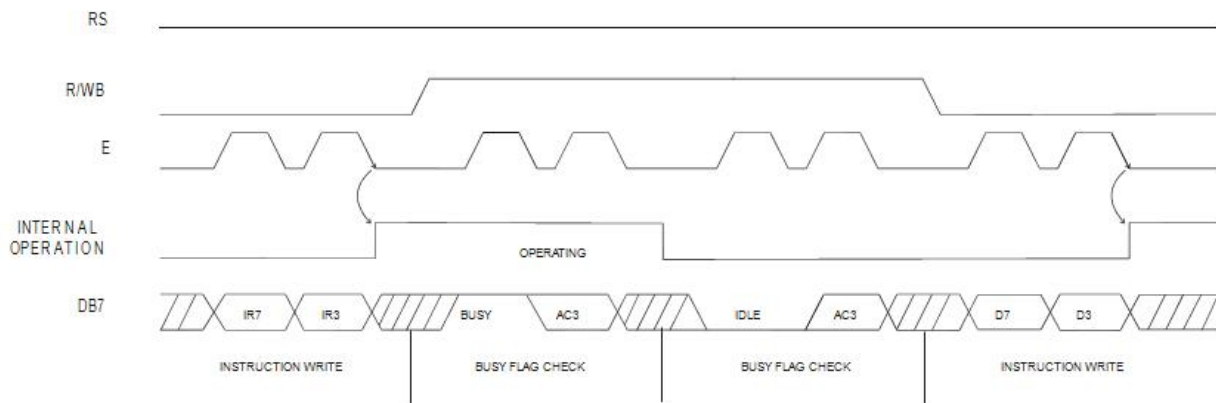 RS
R/WB
E
INTERNAL
OPERATION
OPERATING
DB7
IR7 IR3 BUSY AC3 IDLE AC3 D7 D3
INSTRUCTION WRITE BUSY FLAG CHECK BUSY FLAG CHECK INSTRUCTION WRITE